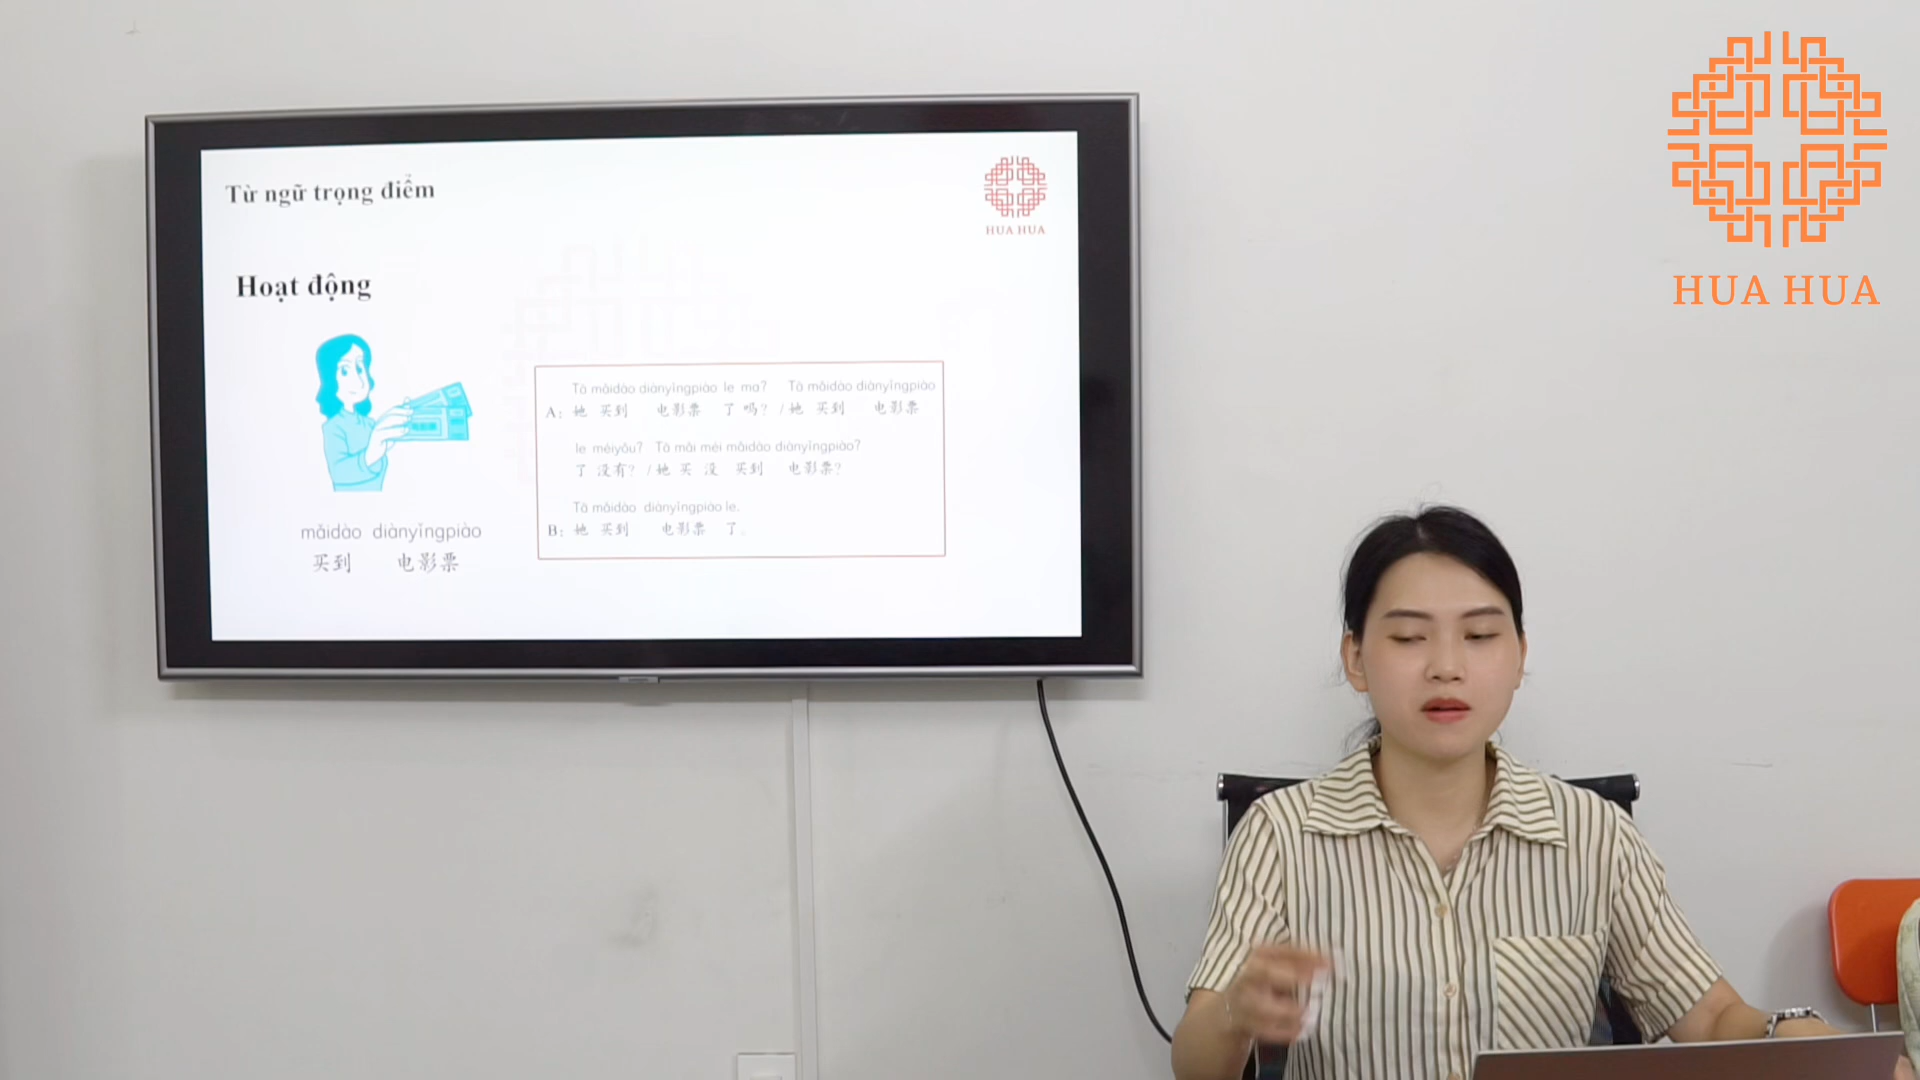 Từ ngữ trọng điểm
HUA HUA
Hoạt động
mǎidào diànyǐngpiào
买到 电影票
Tā mǎidào diànyǐngpiào le ma? Tā mǎidào diànyǐngpiào
A: 她 买到 电影票 了 吗? / 她 买到 电影票
le méiyǒu? Tā mǎi méi mǎidào diànyǐngpiào?
了 没有? / 她 买 没 买到 电影票?
Tā mǎidào diànyǐngpiào le.
B: 她 买到 电影票 了。
HUA HUA